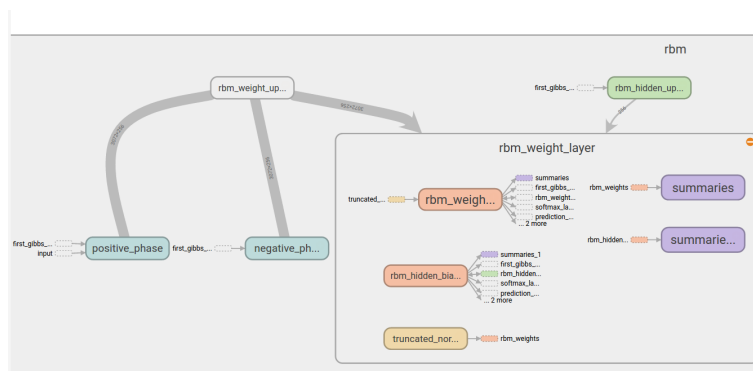 rbm
rbm_weight_up...
first_gibbs_...
rbm_hidden_up...
rbm_weight_layer
truncated_...
rbm_weigh...
summaries
first_gibbs_...
rbm_weight...
softmax_la...
prediction_...
... 2 more
rbm_weights
summaries
first_gibbs_...
input
positive_phase
first_gibbs_...
negative_ph...
rbm_hidden...
summarie...
rbm_hidden_bia...
summaries_1
first_gibbs_...
rbm_hidden...
softmax_la...
prediction_...
... 2 more
truncated_nor...
rbm_weights